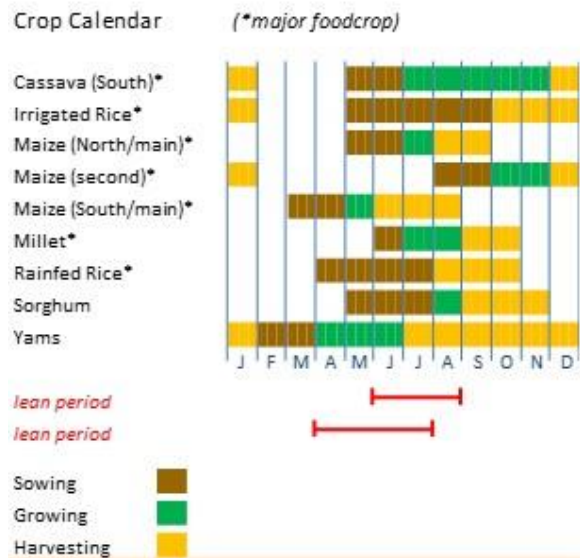 Crop Calendar (*major foodcrop)
Cassava (South)*
Irrigated Rice*
Maize (North/main)*
Maize (second)*
Maize (South/main)*
Millet*
Rainfed Rice*
Sorghum
Yams
J F M A M J J A S O N D
lean period
lean period
Sowing
Growing
Harvesting